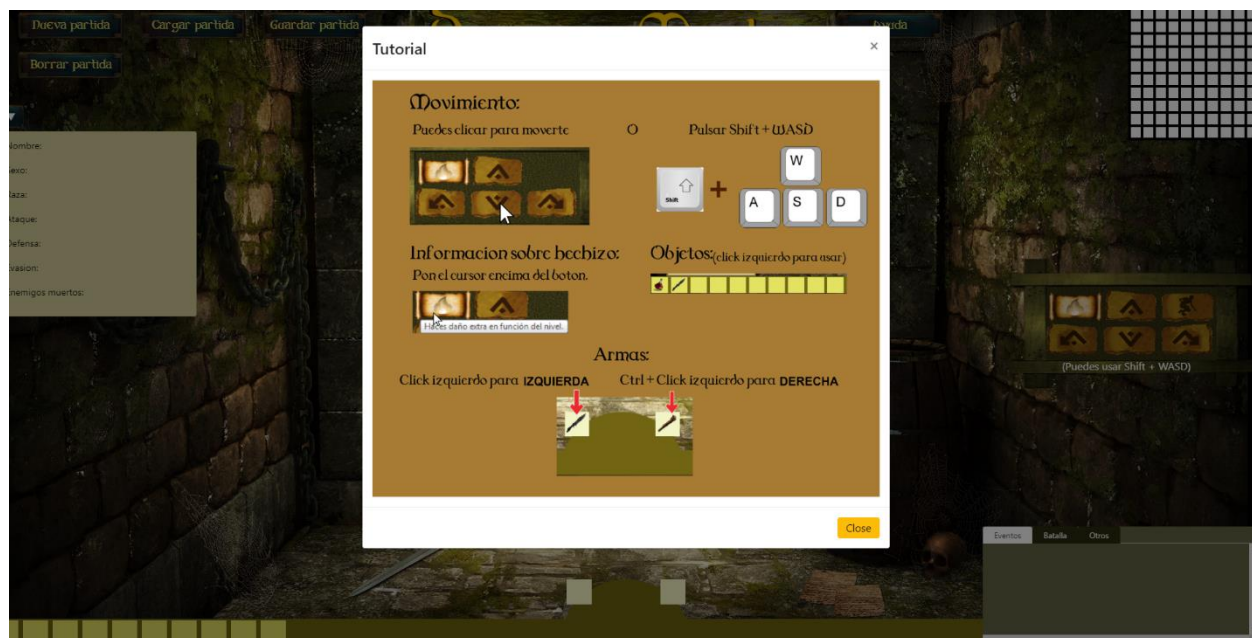 Nueva partida
Cargar partida
Guardar partida
Ayuda
Borrar partida
Nombre:
Sexo:
Raza:
Ataque:
Defensa:
Evasion:
Enemigos muertos:
Tutorial
×
Movimiento:
Puedes clicar para moverte
O
Pulsar Shift + WASD
Shift
+
W
A S D
Informacion sobre hechizo:
Pon el cursor encima del boton.
Haces daño extra en función del nivel.
Objetos:(click izquierdo para usar)
Armas:
Click izquierdo para IZQUIERDA
Ctrl + Click izquierdo para DERECHA
Close
(Puedes usar Shift + WASD)
Eventos Batalla Otros